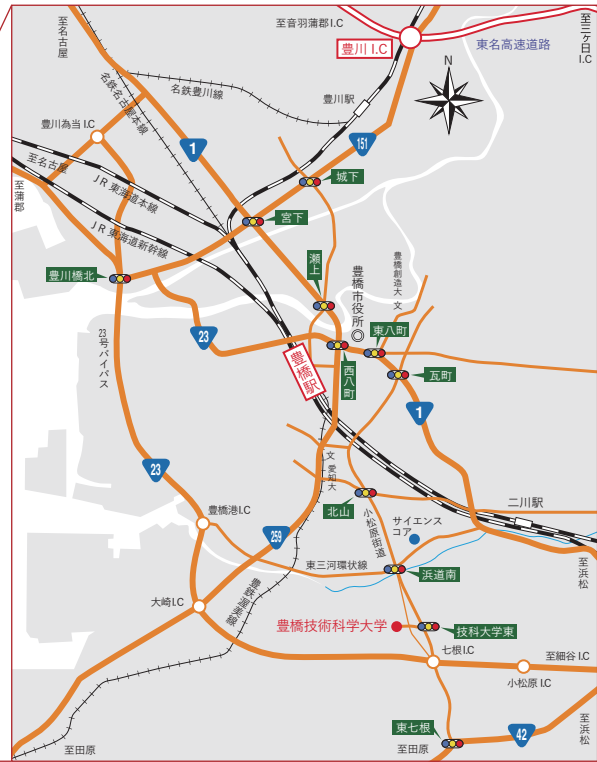 至音羽蒲郡I.C
至三ヶ日I.C
至名古屋
豊川I.C
東名高速道路
N
名鉄豊川線
名鉄名古屋本線
豊川駅
豊川為当I.C
1
151
至名古屋
城下
JR東海道本線
至蒲郡
宮下
JR東海道新幹線
豊川橋北
瀬上
豊橋市役所
豊橋創造大
文
23号バイパス
23
東八町
豊橋駅
西八町
瓦町
1
文
愛知大
23
北山
小松原街道
二川駅
豊橋港I.C
サイエンスコア
259
東三河環状線
浜道南
至浜松
大崎I.C
豊鉄渥美線
豊橋技術科学大学
技科大学東
七根I.C
至細谷I.C
小松原I.C
東七根
42
至浜松
至田原
至田原